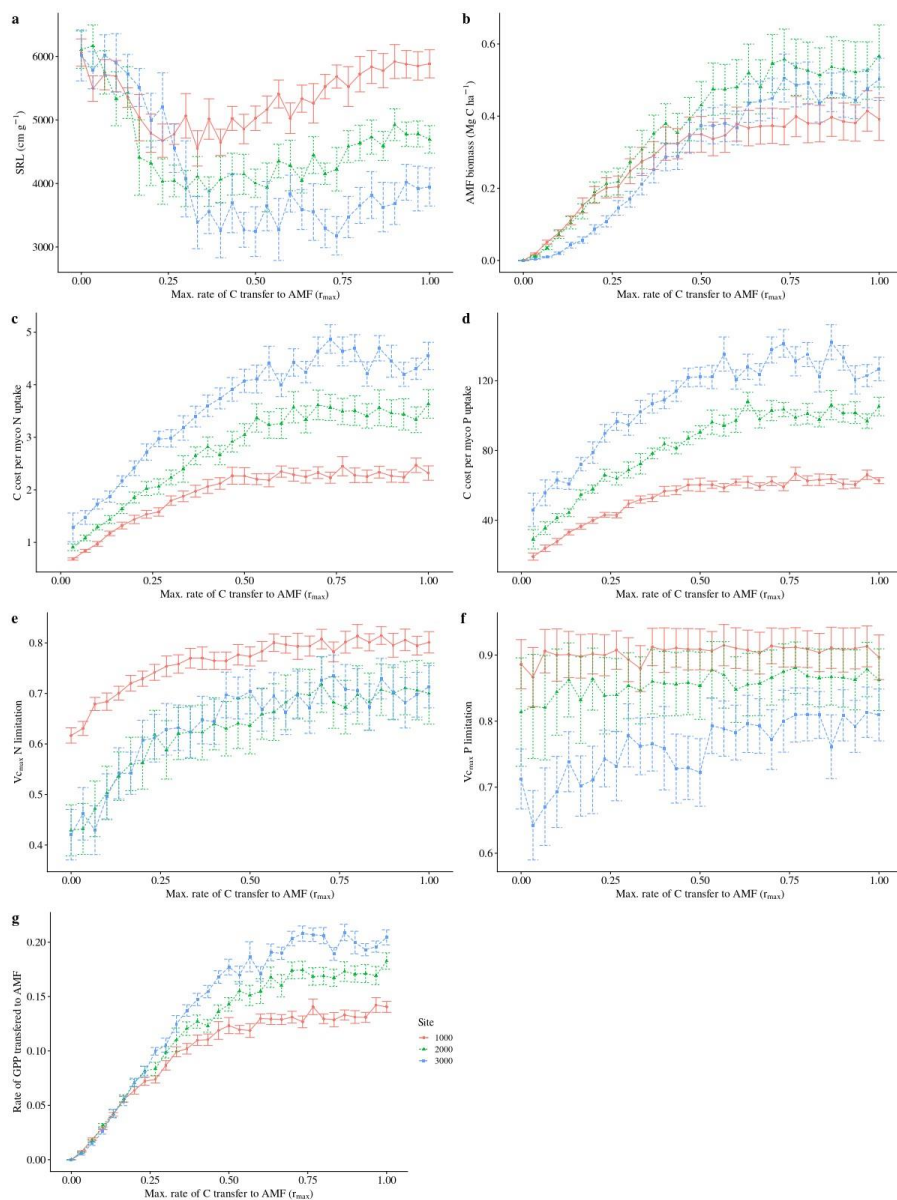 a
6000
5000
4000
3000
SRL (cm g⁻¹)
0.00 0.25 0.50 0.75 1.00
Max. rate of C transfer to AMF (rmax)
b
0.6
0.4
0.2
0.0
AMF biomass (Mg C ha⁻¹)
0.00 0.25 0.50 0.75 1.00
Max. rate of C transfer to AMF (rmax)
c
5
4
3
2
1
C cost per myco N uptake
0.00 0.25 0.50 0.75 1.00
Max. rate of C transfer to AMF (rmax)
d
120
80
40
C cost per myco P uptake
0.00 0.25 0.50 0.75 1.00
Max. rate of C transfer to AMF (rmax)
e
0.8
0.7
0.6
0.5
0.4
Vcmax N limitation
0.00 0.25 0.50 0.75 1.00
Max. rate of C transfer to AMF (rmax)
f
0.9
0.8
0.7
0.6
Vcmax P limitation
0.00 0.25 0.50 0.75 1.00
Max. rate of C transfer to AMF (rmax)
g
0.20
0.15
0.10
0.05
0.00
Rate of GPP transfered to AMF
0.00 0.25 0.50 0.75 1.00
Max. rate of C transfer to AMF (rmax)
Site
1000
2000
3000